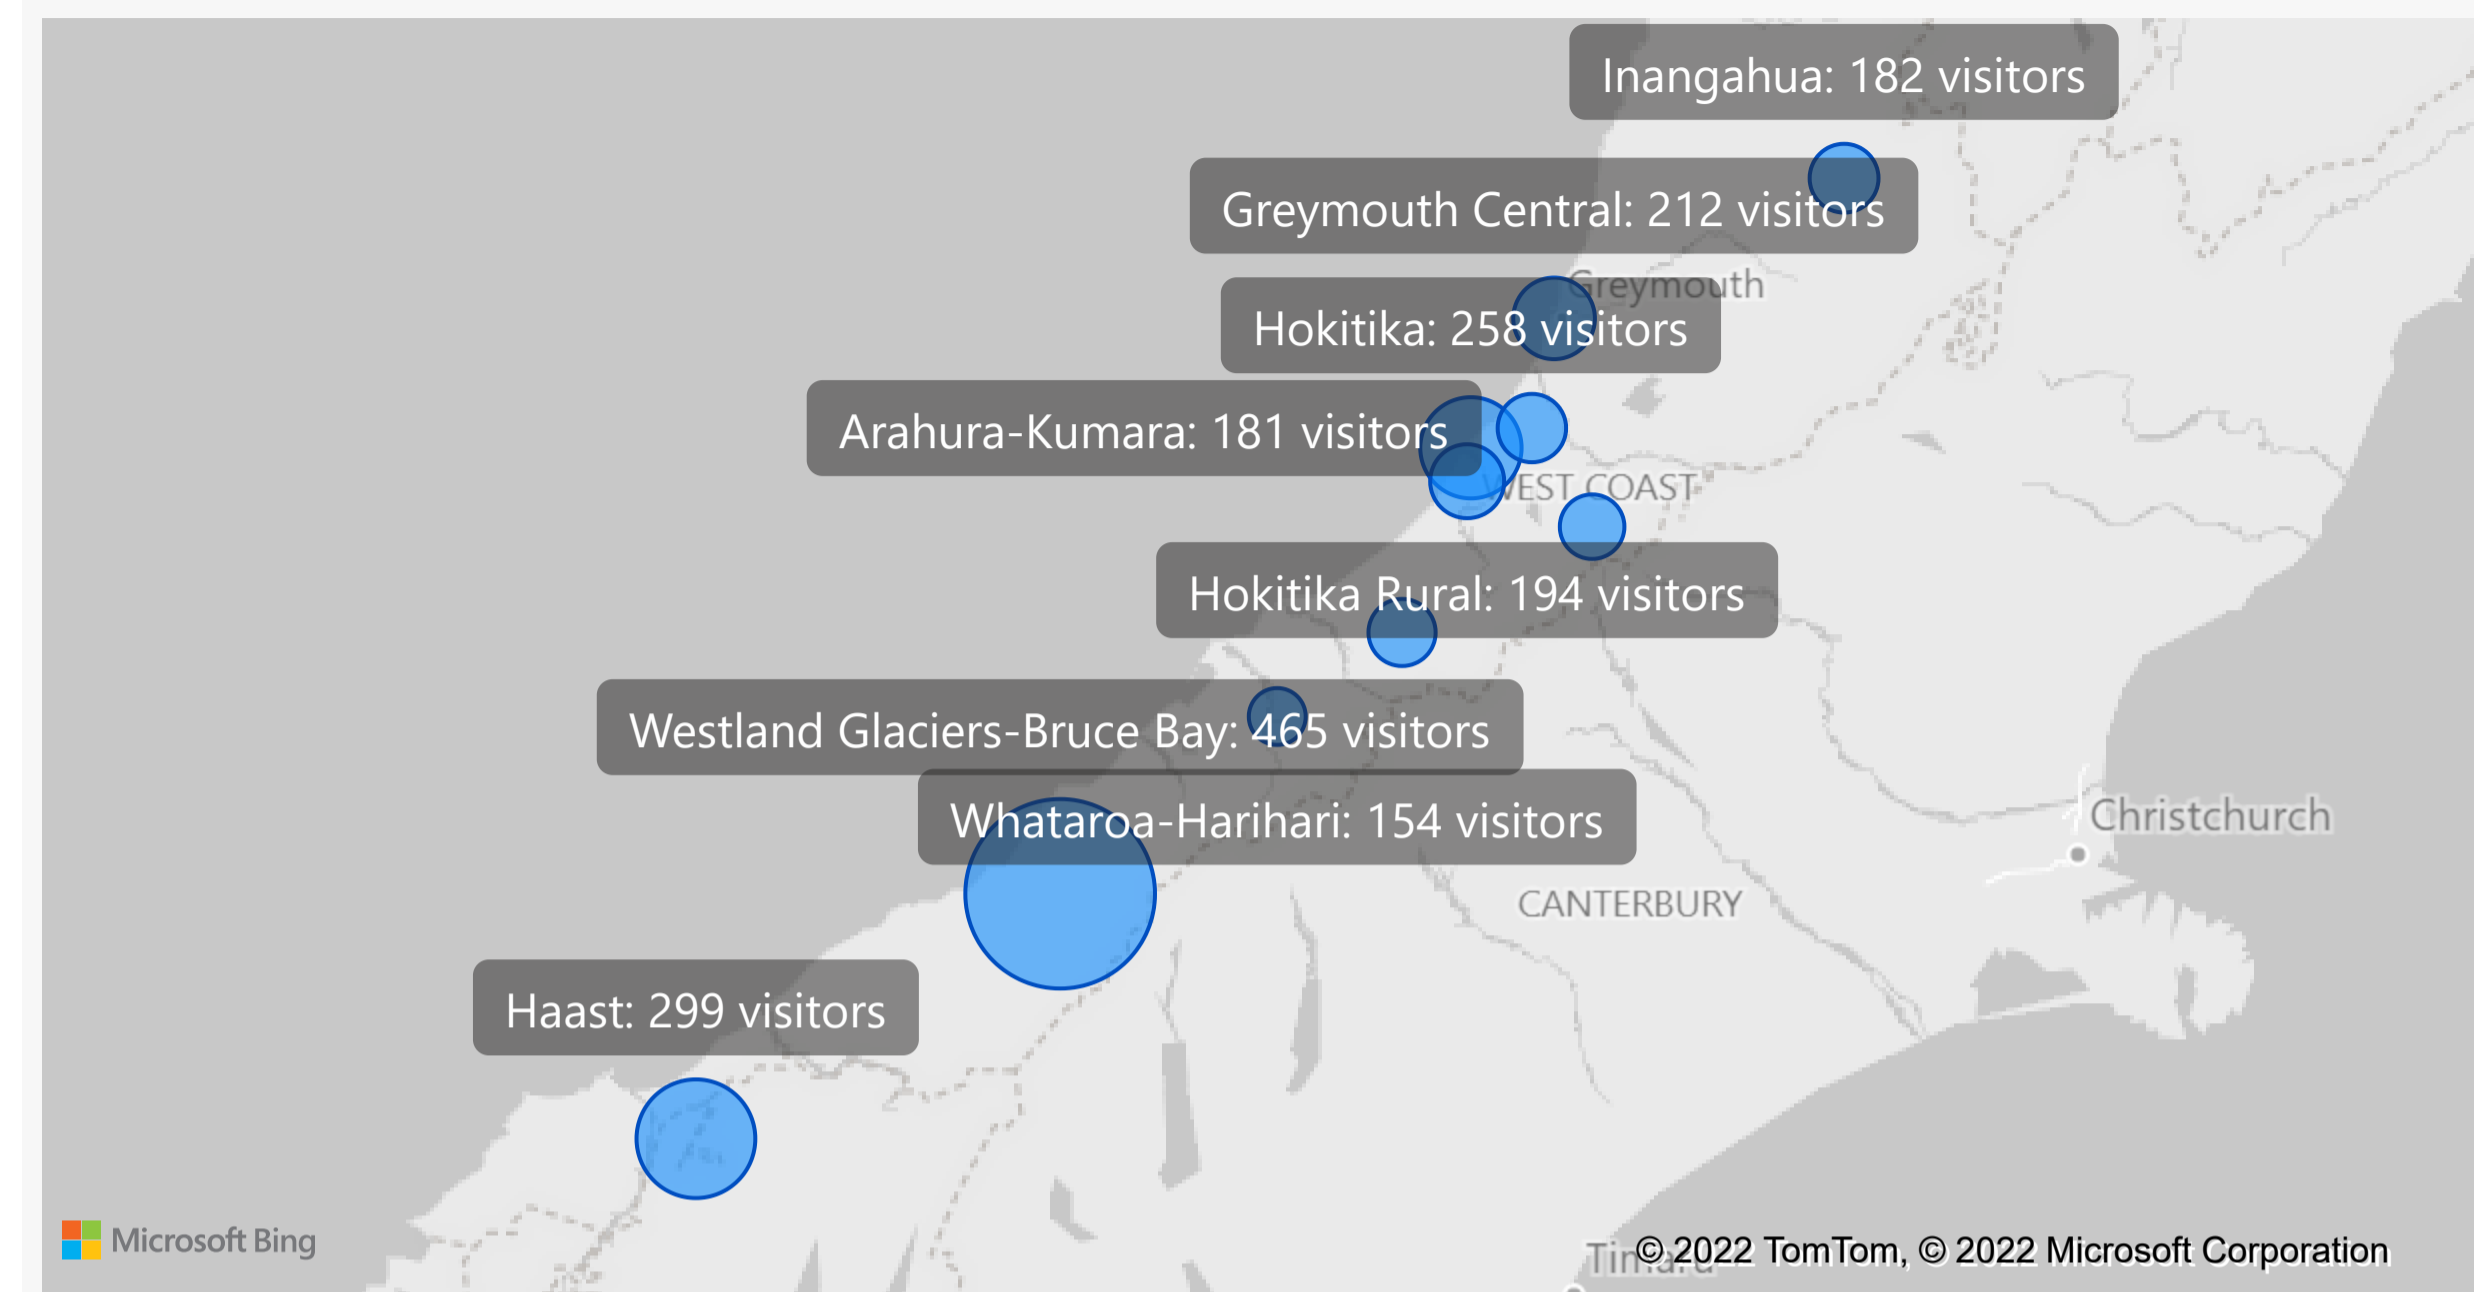 Inangahua: 182 visitors
Greymouth Central: 212 visitors
Greymouth
Hokitika: 258 visitors
Arahura-Kumara: 181 visitors
WEST COAST
Hokitika Rural: 194 visitors
Westland Glaciers-Bruce Bay: 465 visitors
Whataroa-Harihari: 154 visitors
Christchurch
CANTERBURY
Haast: 299 visitors
Microsoft Bing
© 2022 TomTom, © 2022 Microsoft Corporation